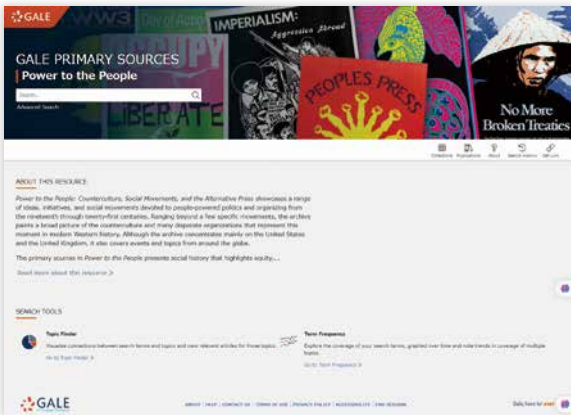 GALE
WW3 Day of Action
OCCUPY
LIBERATE
IMPERIALISM:
Aggression Abroad
PEOPLES PRESS
No More
Broken Treaties
GALE PRIMARY SOURCES
Power to the People
Search...
Advanced Search
Collections Publications About Search History Get Link
ABOUT THIS RESOURCE
Power to the People: Counterculture, Social Movements, and the Alternative Press showcases a range
of ideas, initiatives, and social movements devoted to people-powered politics and organizing from
the nineteenth through twenty-first centuries. Ranging beyond a few specific movements, the archive
paints a broad picture of the counterculture and many disparate organizations that represent this
moment in modern Western history. Although the archive concentrates mainly on the United States
and the United Kingdom, it also covers events and topics from around the globe.
The primary sources in Power to the People presents social history that highlights equity,...
Read more about this resource >
SEARCH TOOLS
Topic Finder
Visualize connections between search terms and topics and view relevant articles for those topics.
Go to Topic Finder >
Term Frequency
Explore the coverage of your search terms, graphed over time and note trends in coverage of multiple
topics.
Go to Term Frequency >
GALE
ABOUT | HELP | CONTACT US | TERMS OF USE | PRIVACY POLICY | ACCESSIBILITY | END SESSION
Gale, here for